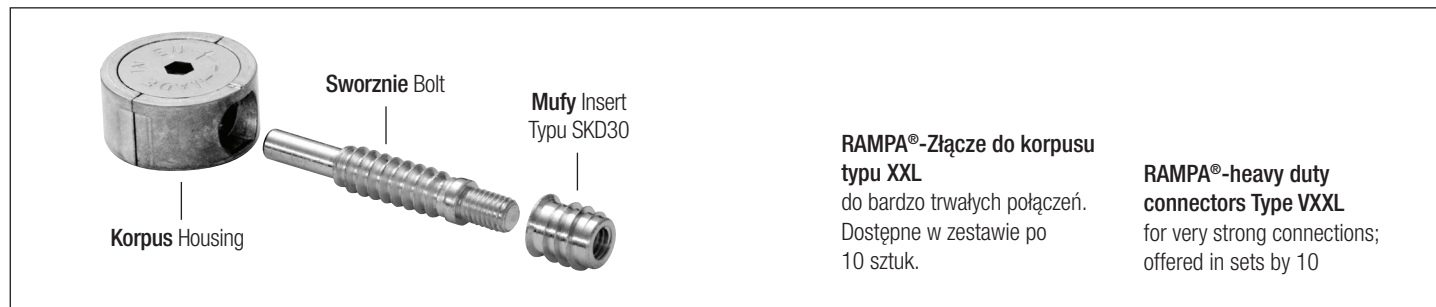 Sworznie Bolt
Mufy Insert
Typu SKD30
Korpus Housing
RAMPA®-Złącze do korpusu
typu XXL
do bardzo trwałych połączeń.
Dostępne w zestawie po
10 sztuk.
RAMPA®-heavy duty
connectors Type VXXL
for very strong connections;
offered in sets by 10